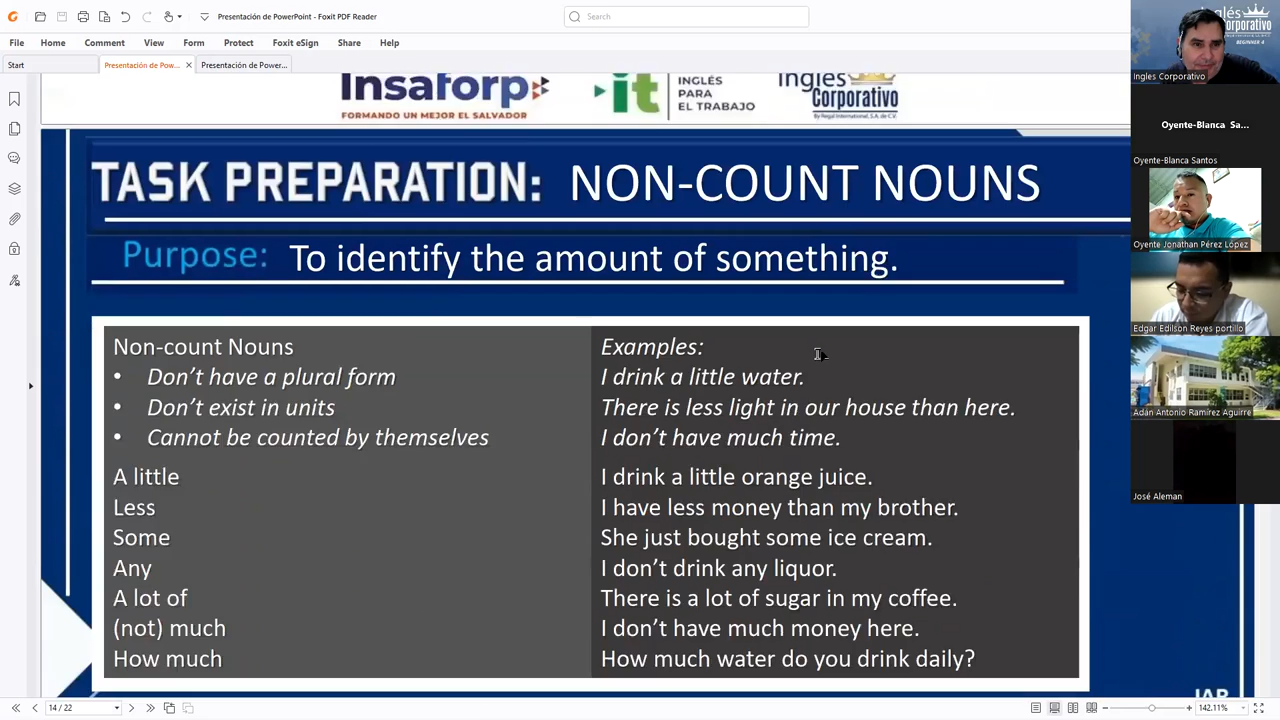 Presentación de PowerPoint - Foxit PDF Reader
Search
File Home Comment View Form Protect Foxit eSign Share Help
Start Presentación de Pow... Presentación de Power...
Insaforp
FORMANDO UN MEJOR EL SALVADOR
it
INGLÉS
PARA
EL TRABAJO
Inglés
Corporativo
By Regal International, S.A. de C.V.
TASK PREPARATION: NON-COUNT NOUNS
Purpose: To identify the amount of something.
Non-count Nouns
• Don't have a plural form
• Don't exist in units
• Cannot be counted by themselves
A little
Less
Some
Any
A lot of
(not) much
How much
Examples:
I drink a little water.
There is less light in our house than here.
I don't have much time.
I drink a little orange juice.
I have less money than my brother.
She just bought some ice cream.
I don't drink any liquor.
There is a lot of sugar in my coffee.
I don't have much money here.
How much water do you drink daily?
inglés
Corporativo
BEGINNER 4
Ingles Corporativo
Oyente-Blanca Sa...
Oyente-Blanca Santos
Oyente Jonathan Pérez López
Edgar Edilson Reyes portillo
Adán Antonio Ramírez Aguirre
José Aleman
14 / 22
142.11%